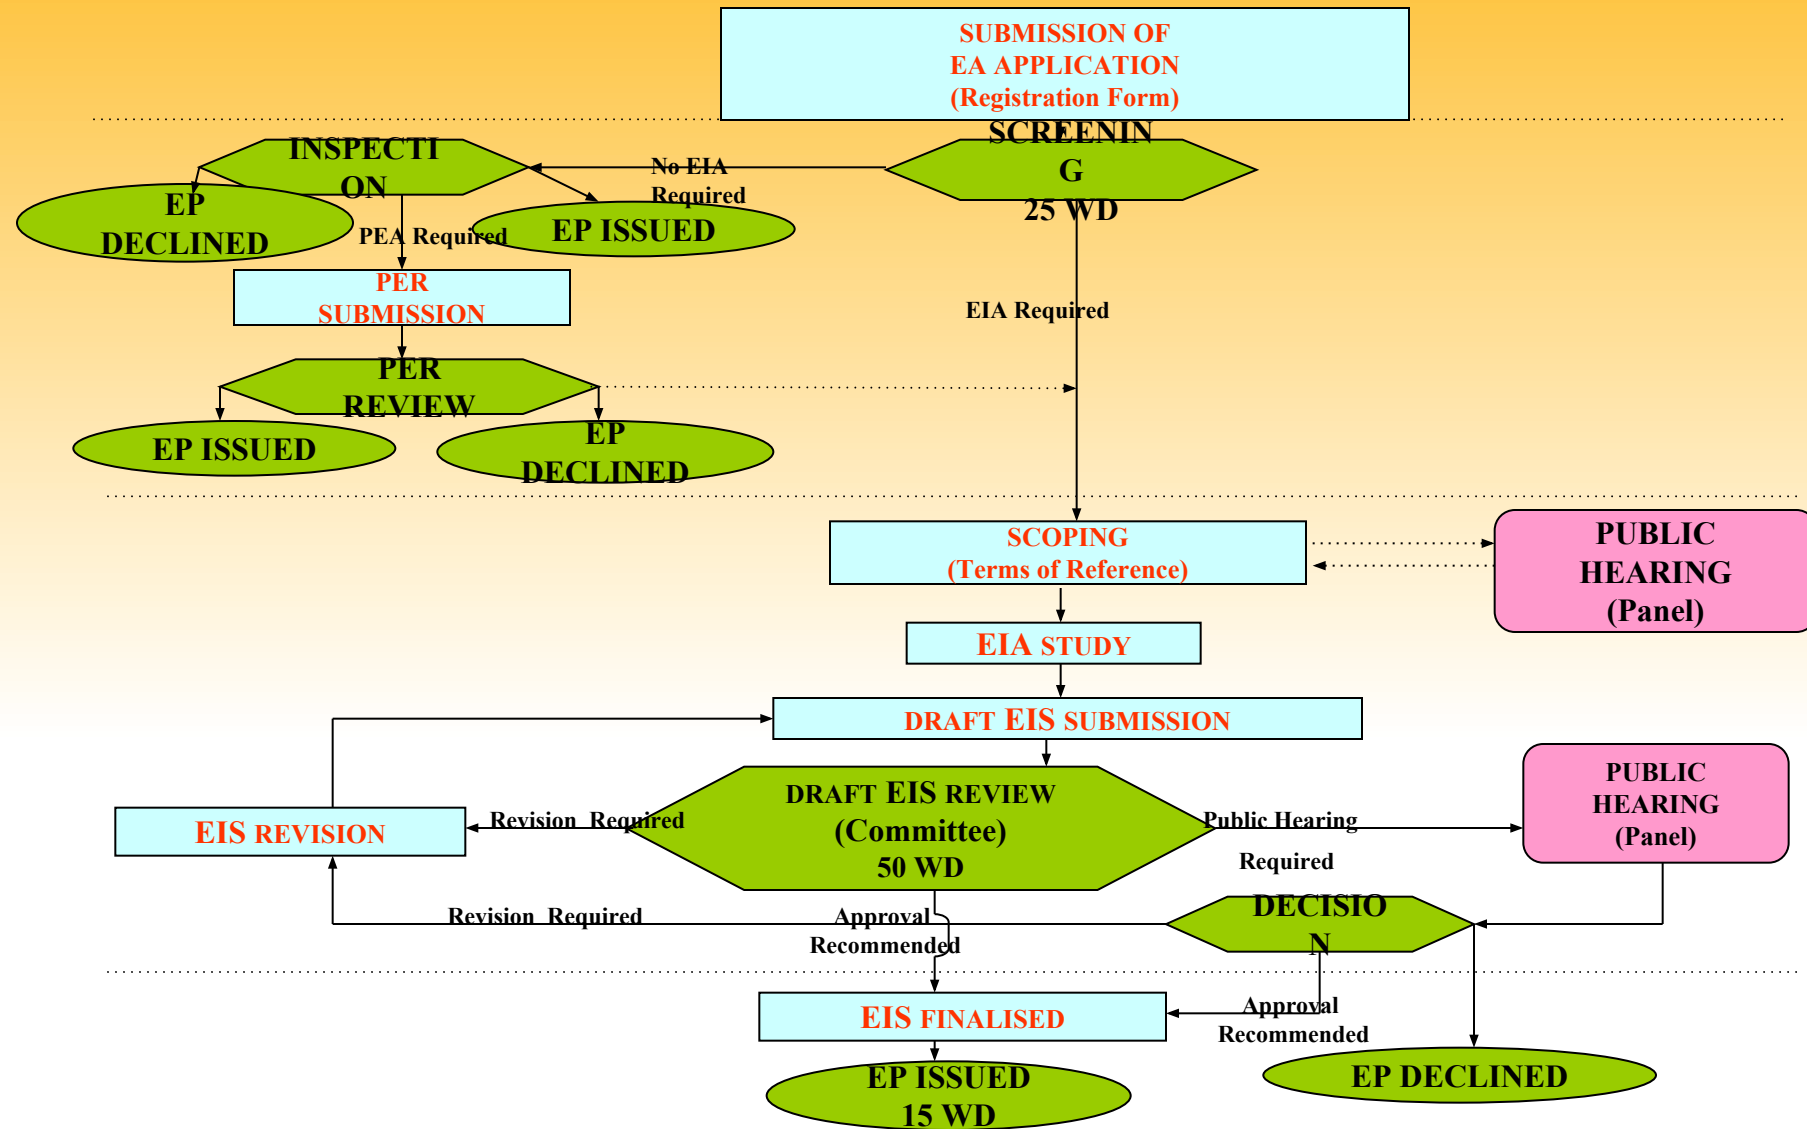 SUBMISSION OF
EA APPLICATION
(Registration Form)
SCREENIN
G
25 WD
INSPECTI
ON
No EIA
Required
EP
DECLINED
EP ISSUED
PEA Required
PER
SUBMISSION
EIA Required
PER
REVIEW
EP ISSUED
EP
DECLINED
SCOPING
(Terms of Reference)
PUBLIC
HEARING
(Panel)
EIA STUDY
DRAFT EIS SUBMISSION
DRAFT EIS REVIEW
(Committee)
50 WD
PUBLIC
HEARING
(Panel)
EIS REVISION
Revision Required
Public Hearing
Required
Revision Required
Approval
Recommended
DECISIO
N
EIS FINALISED
Approval
Recommended
EP ISSUED
15 WD
EP DECLINED